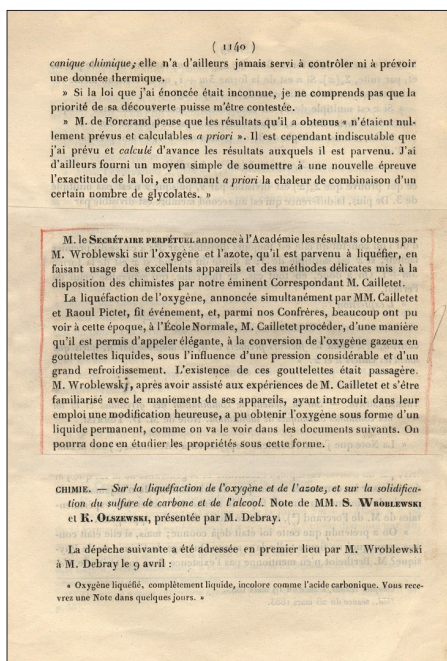 ( 1140 )
canique chimique; elle n'a d'ailleurs jamais servi à contrôler ni à prévoir
une donnée thermique.
» Si la loi que j'ai énoncée était inconnue, je ne comprends pas que la
priorité de sa découverte puisse m'être contestée.
» M. de Forcrand pense que les résultats qu'il a obtenus « n'étaient nul-
lement prévus et calculables a priori ». Il est cependant indiscutable que
j'ai prévu et calculé d'avance les résultats auxquels il est parvenu. J'ai
d'ailleurs fourni un moyen simple de soumettre à une nouvelle épreuve
l'exactitude de la loi, en donnant a priori la chaleur de combinaison d'un
certain nombre de glycolates. »
M. le Secrétaire perpétuel annonce à l'Académie les résultats obtenus par
M. Wroblewski sur l'oxygène et l'azote, qu'il est parvenu à liquéfier, en
faisant usage des excellents appareils et des méthodes délicates mis à la
disposition des chimistes par notre éminent Correspondant M. Cailletet.
La liquéfaction de l'oxygène, annoncée simultanément par MM. Cailletet
et Raoul Pictet, fit événement, et, parmi nos Confrères, beaucoup ont pu
voir à cette époque, à l'École Normale, M. Cailletet procéder, d'une manière
qu'il est permis d'appeler élégante, à la conversion de l'oxygène gazeux en
gouttelettes liquides, sous l'influence d'une pression considérable et d'un
grand refroidissement. L'existence de ces gouttelettes était passagère.
M. Wroblewski, après avoir assisté aux expériences de M. Cailletet et s'être
familiarisé avec le maniement de ses appareils, ayant introduit dans leur
emploi une modification heureuse, a pu obtenir l'oxygène sous forme d'un
liquide permanent, comme on va le voir dans les documents suivants. On
pourra donc en étudier les propriétés sous cette forme.
CHIMIE. — Sur la liquéfaction de l'oxygène et de l'azote, et sur la solidifica-
tion du sulfure de carbone et de l'alcool. Note de MM. S. Wroblewski
et K. Olszewski, présentée par M. Debray.
La dépêche suivante a été adressée en premier lieu par M. Wroblewski
à M. Debray le 9 avril :
« Oxygène liquéfié, complètement liquide, incolore comme l'acide carbonique. Vous rece-
vrez une Note dans quelques jours. »